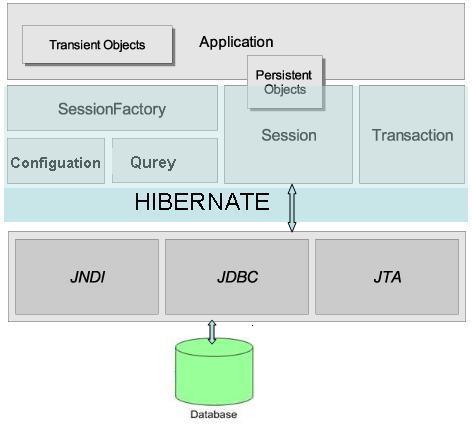 Transient Objects
Application
Persistent
Objects
SessionFactory
Session
Transaction
Configuation
Qurey
HIBERNATE
JNDI
JDBC
JTA
Database